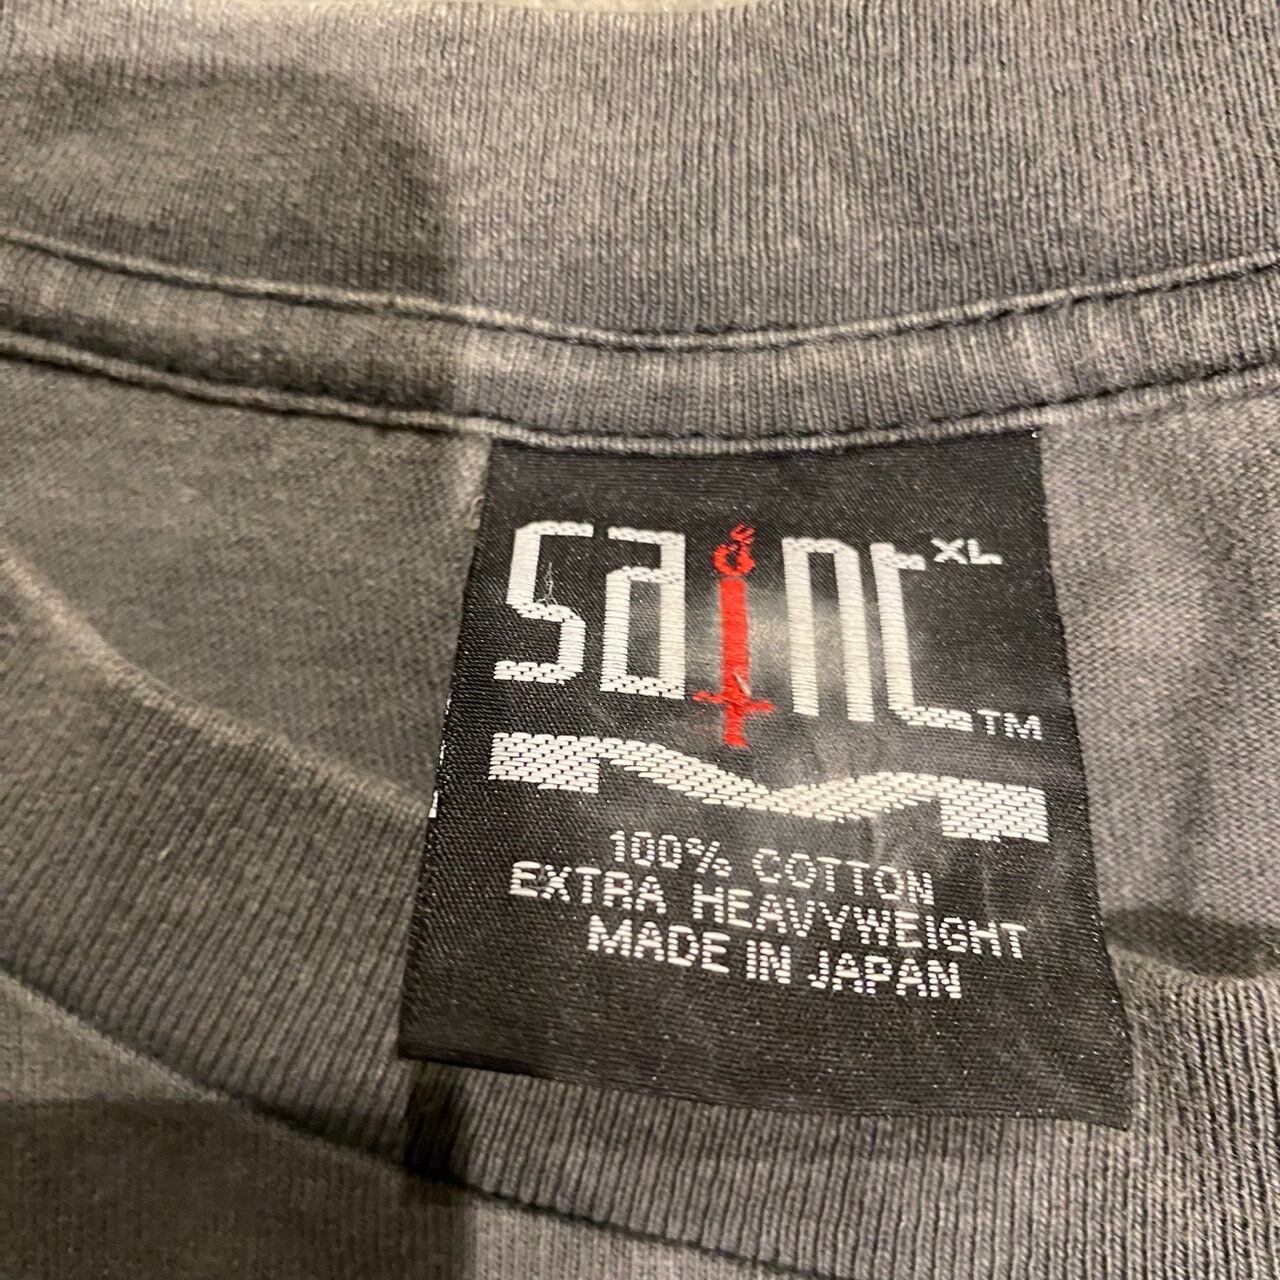 saint XL
TM
100% COTTON
EXTRA HEAVYWEIGHT
MADE IN JAPAN